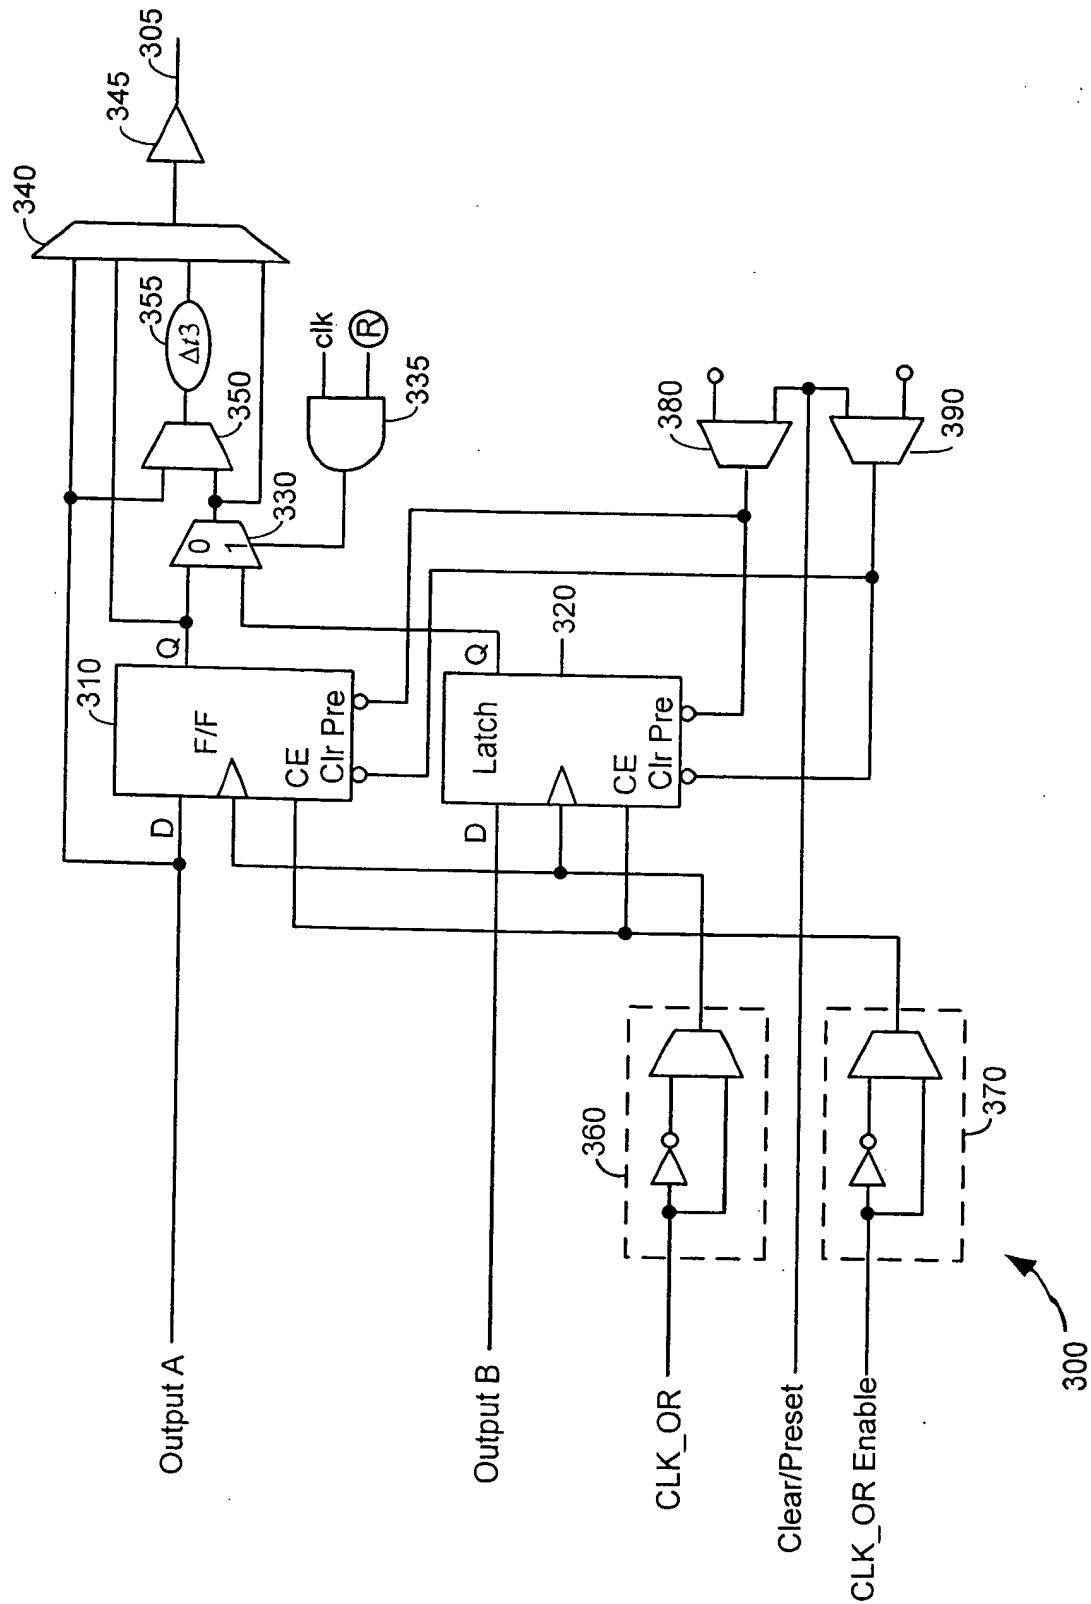 305
345
340
355
Δt3
350
clk
Ⓡ
335
330
0
1
310
Q
F/F
CE
Clr Pre
D
320
Q
Latch
CE
Clr Pre
D
380
390
360
370
Output A
Output B
CLK_OR
Clear/Preset
CLK_OR Enable
300